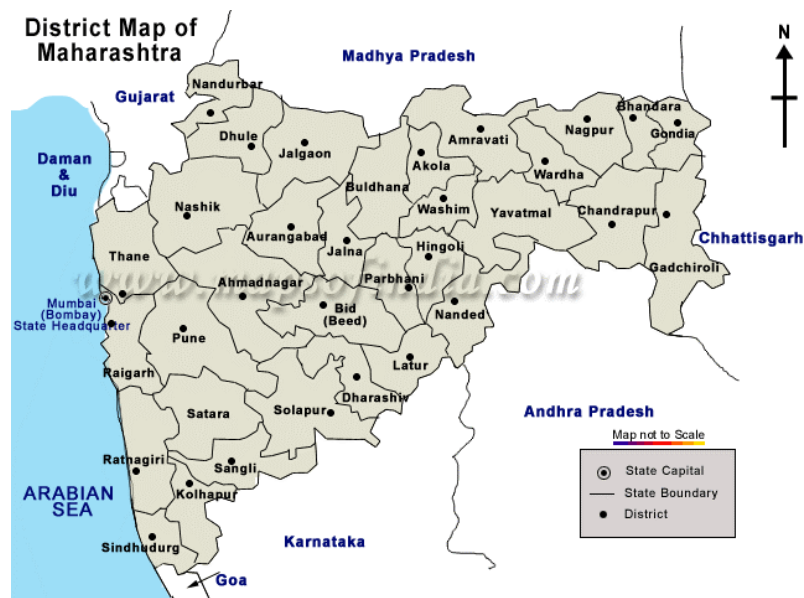 District Map of
Maharashtra
N
Madhya Pradesh
Gujarat
Nandurbar
Dhule
Jalgaon
Amravati
Nagpur
Bhandara
Gondia
Akola
Wardha
Daman
&
Diu
Buldhana
Nashik
Washim
Yavatmal
Chandrapur
Aurangabad
Jalna
Hingoli
Chhattisgarh
Thane
Gadchiroli
www.mapsofindia.com
Ahmadnagar
Parbhani
Mumbai
(Bombay)
State Headquarter
Bid
(Beed)
Nanded
Pune
Raigarh
Latur
Dharashiv
Satara
Solapur
Andhra Pradesh
Map not to Scale
Ratnagiri
Sangli
Kolhapur
State Capital
State Boundary
District
ARABIAN
SEA
Sindhudurg
Karnataka
Goa